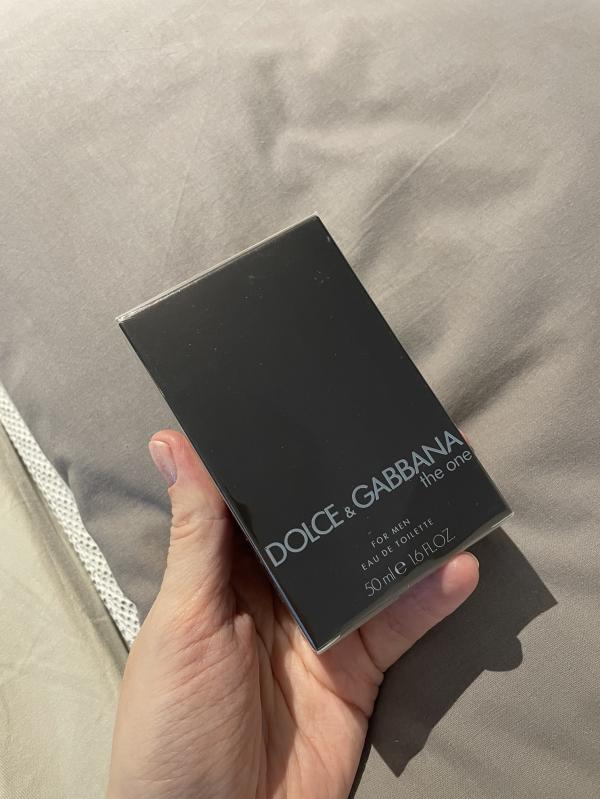 DOLCE & GABBANA
the one
FOR MEN
EAU DE TOILETTE
50 ml e 1.6 FL.OZ.